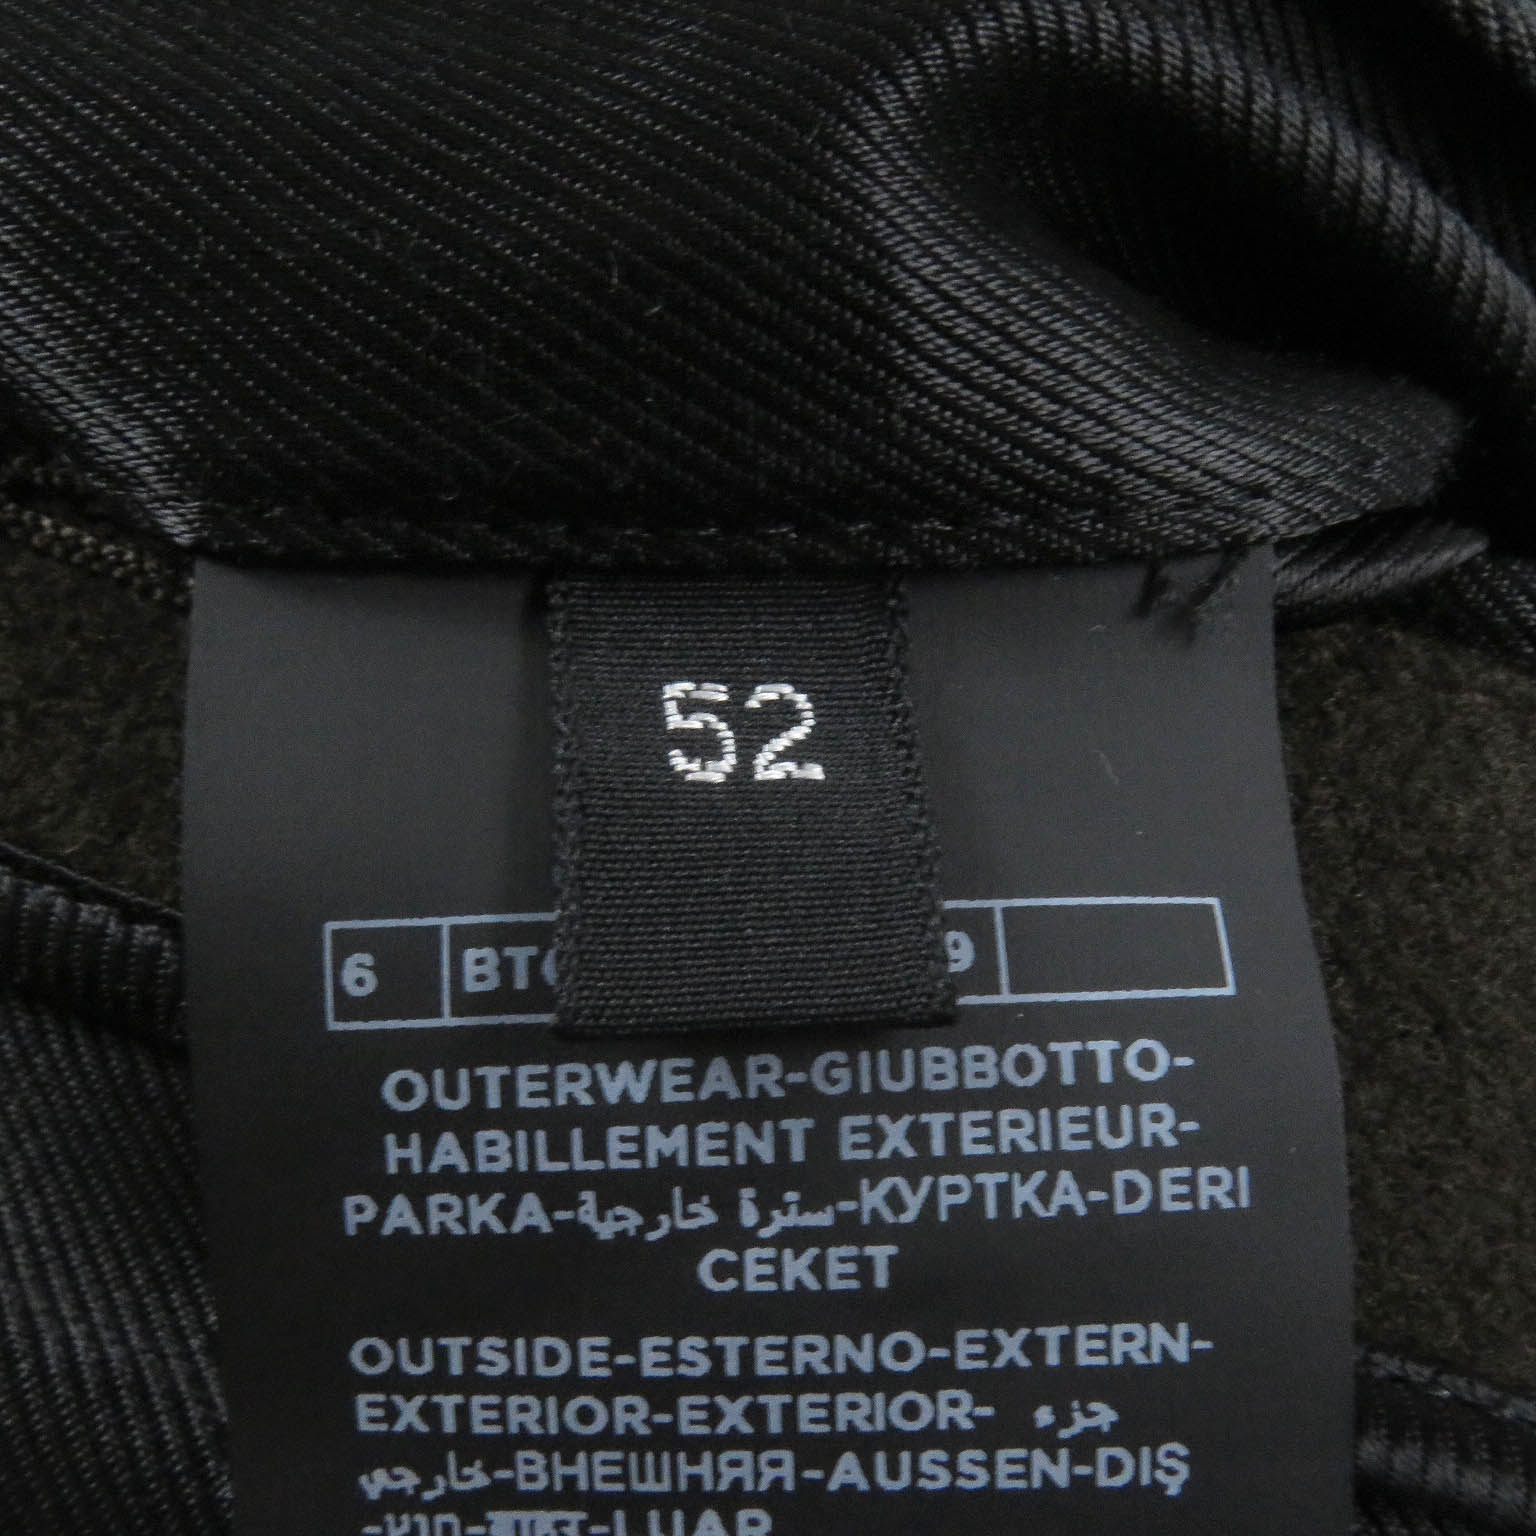 52
6 9
OUTERWEAR-GIUBBOTTO-
HABILLEMENT EXTERIEUR-
PARKA-سترة خارجية-КУРТКА-DERI
CEKET
OUTSIDE-ESTERNO-EXTERN-
EXTERIOR-EXTERIOR- جزء
خارجي-ВНЕШНЯЯ-AUSSEN-DIŞ